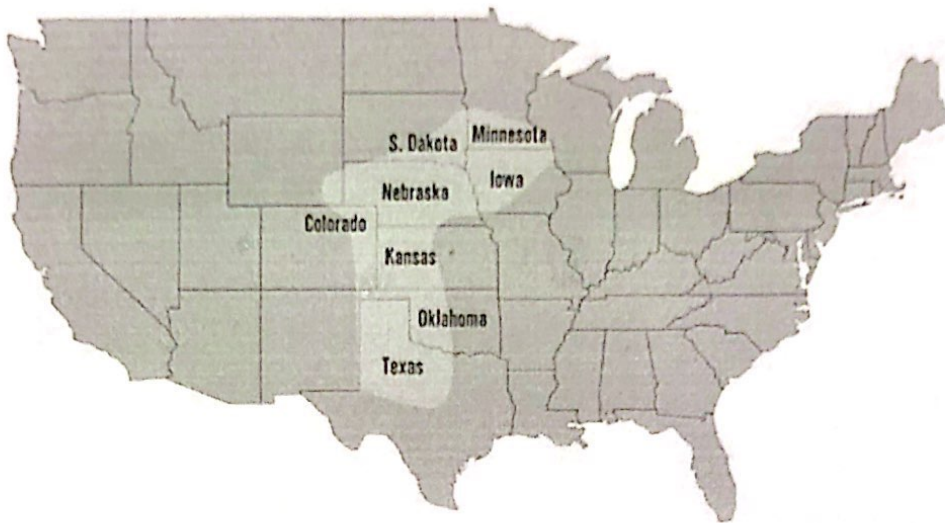 Minnesota
S. Dakota
Iowa
Nebraska
Colorado
Kansas
Oklahoma
Texas